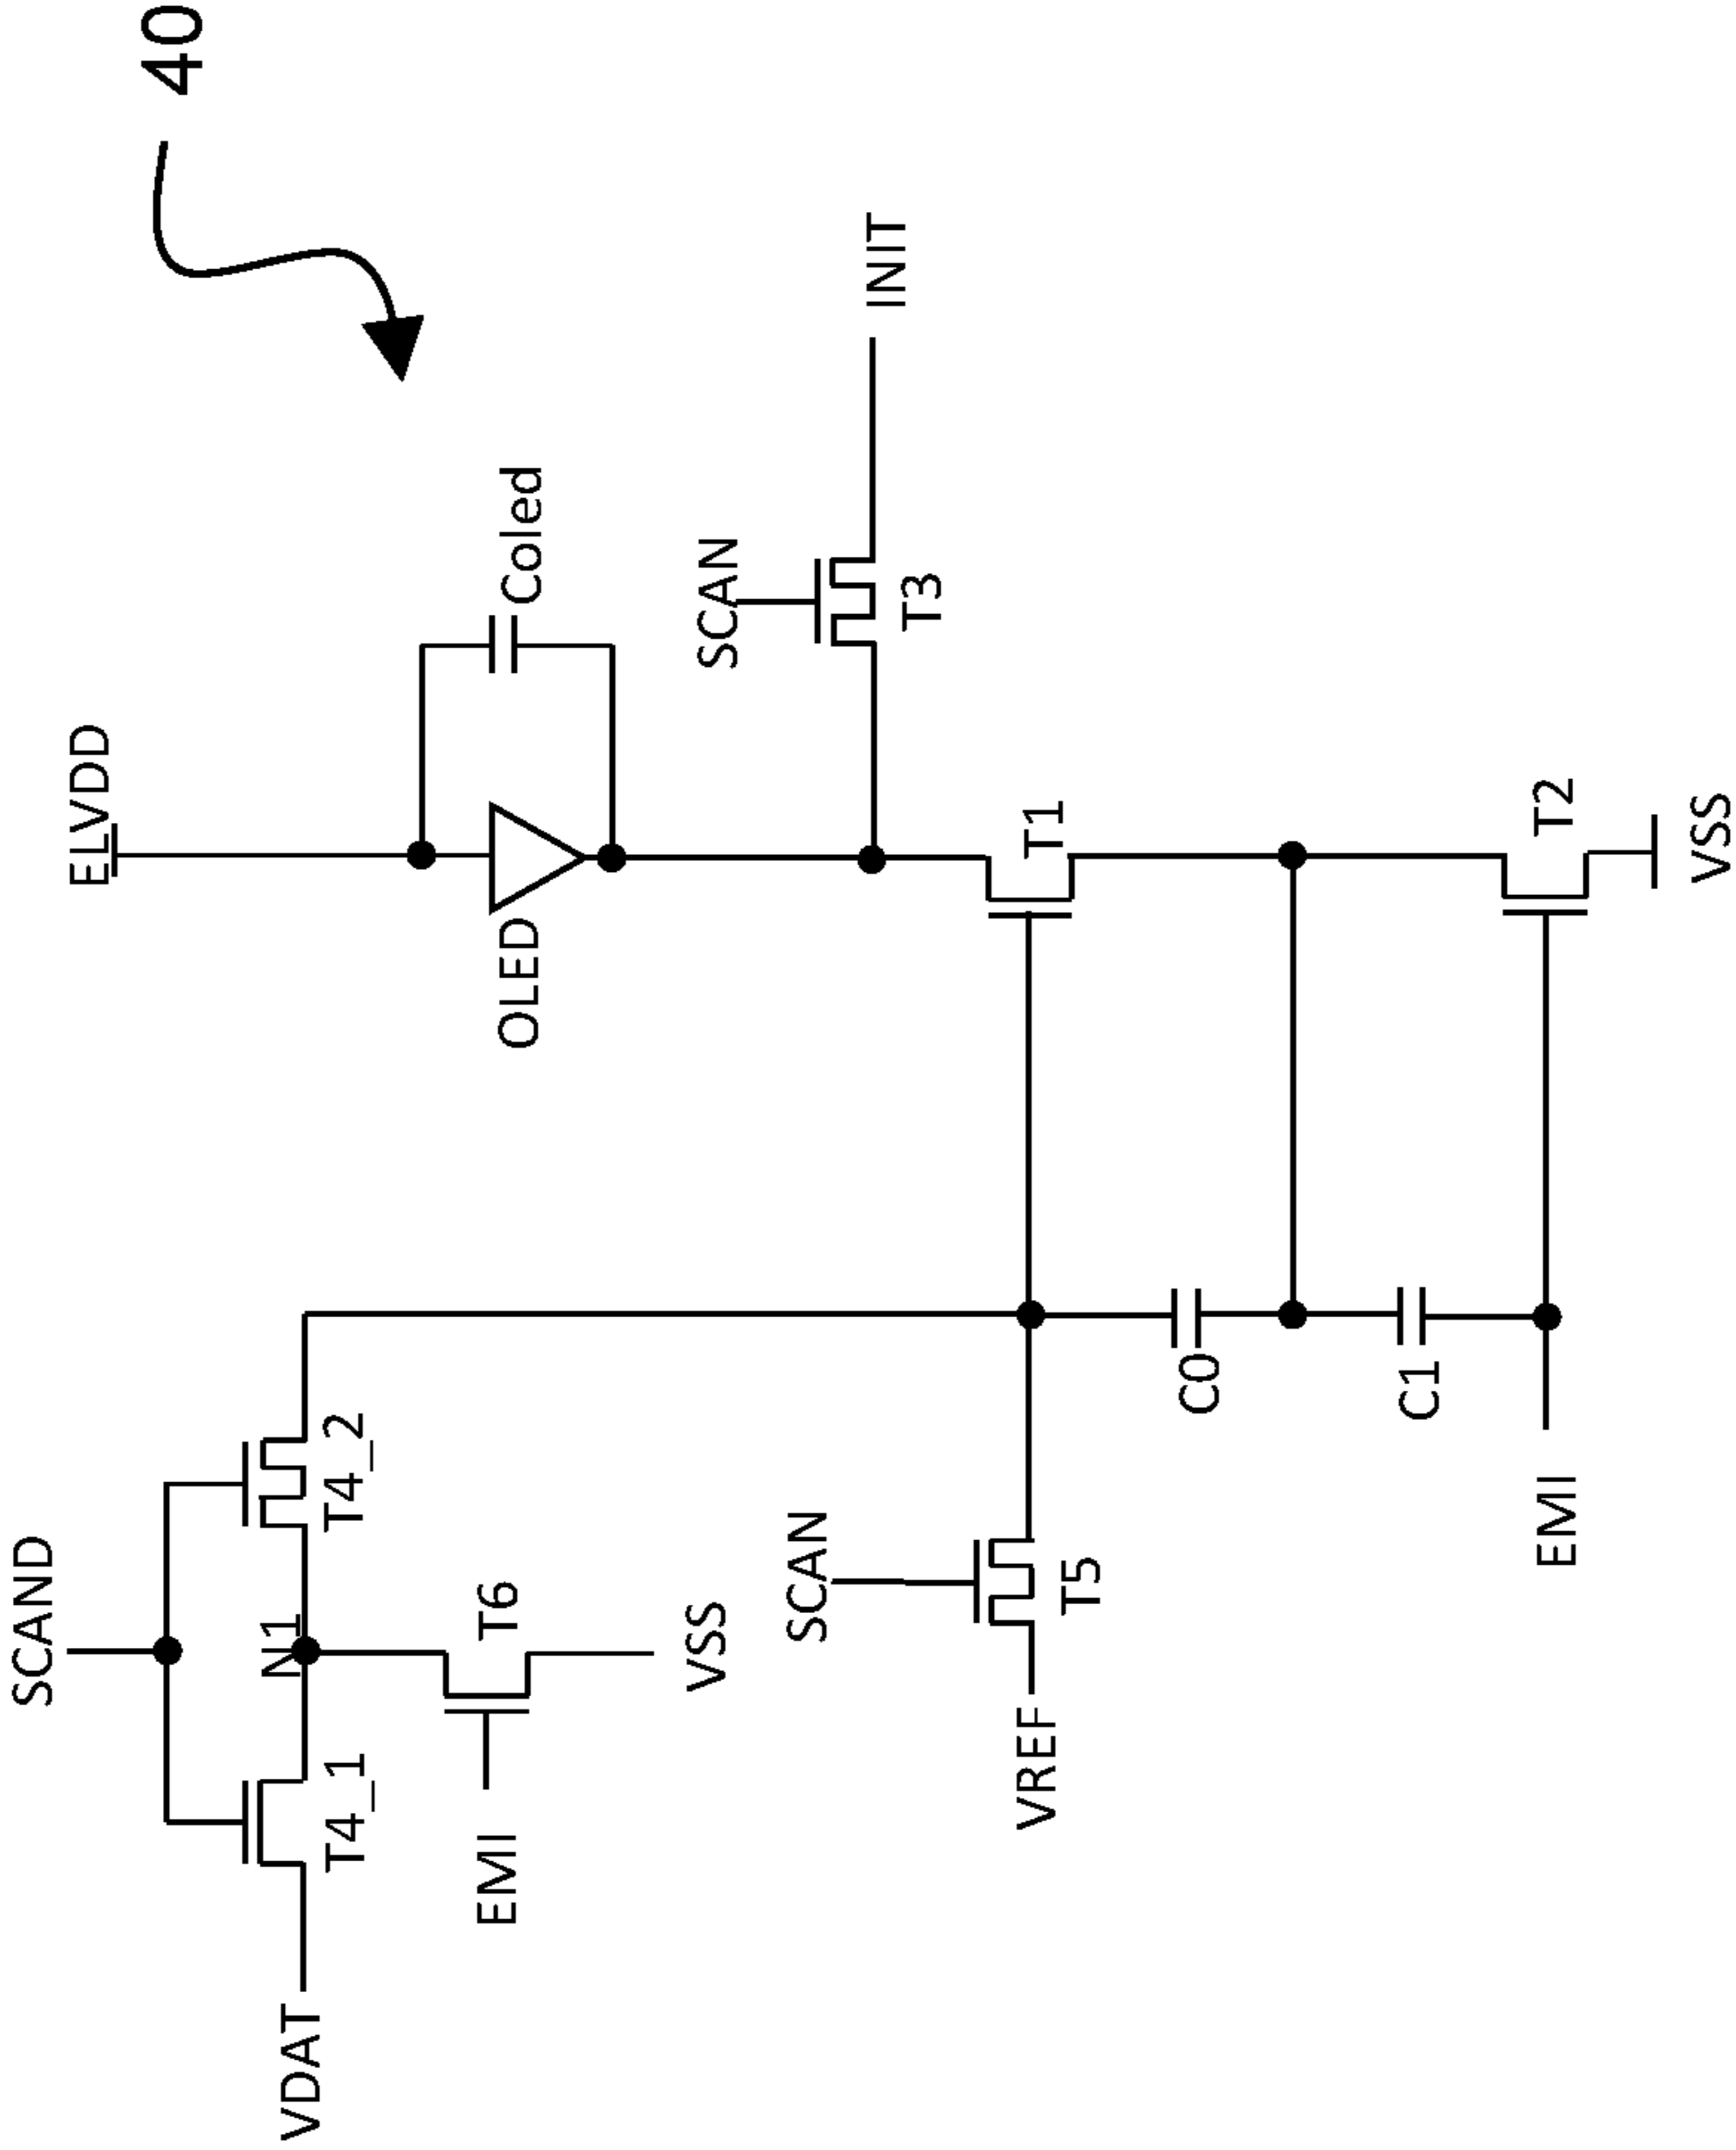 SCAND
ELVDD
40
N1
VDAT
T4_1
T4_2
EMI
T6
OLED
Coled
VSS
SCAN
SCAN
INIT
T3
VREF
T1
T5
C0
C1
EMI
T2
VSS